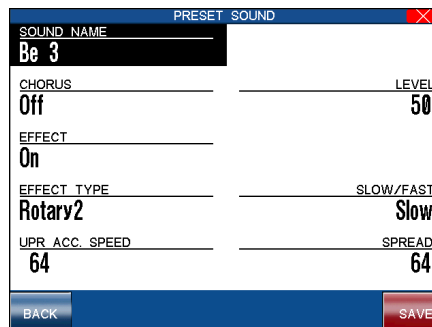 PRESET SOUND
SOUND NAME
Be 3
CHORUS
Off
LEVEL
50
EFFECT
On
EFFECT TYPE
Rotary2
SLOW/FAST
Slow
UPR ACC. SPEED
64
SPREAD
64
BACK
SAVE